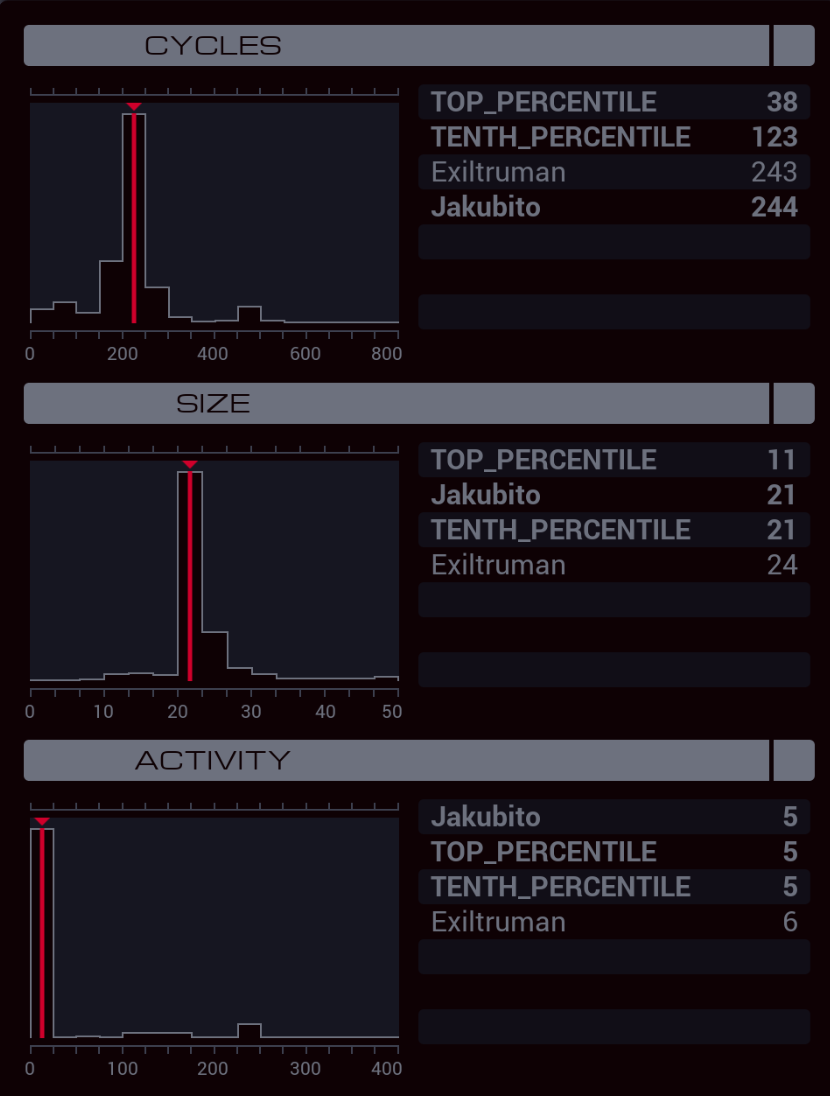 CYCLES
TOP_PERCENTILE 38
TENTH_PERCENTILE 123
Exiltruman 243
Jakubito 244
0 200 400 600 800
SIZE
TOP_PERCENTILE 11
Jakubito 21
TENTH_PERCENTILE 21
Exiltruman 24
0 10 20 30 40 50
ACTIVITY
Jakubito 5
TOP_PERCENTILE 5
TENTH_PERCENTILE 5
Exiltruman 6
0 100 200 300 400